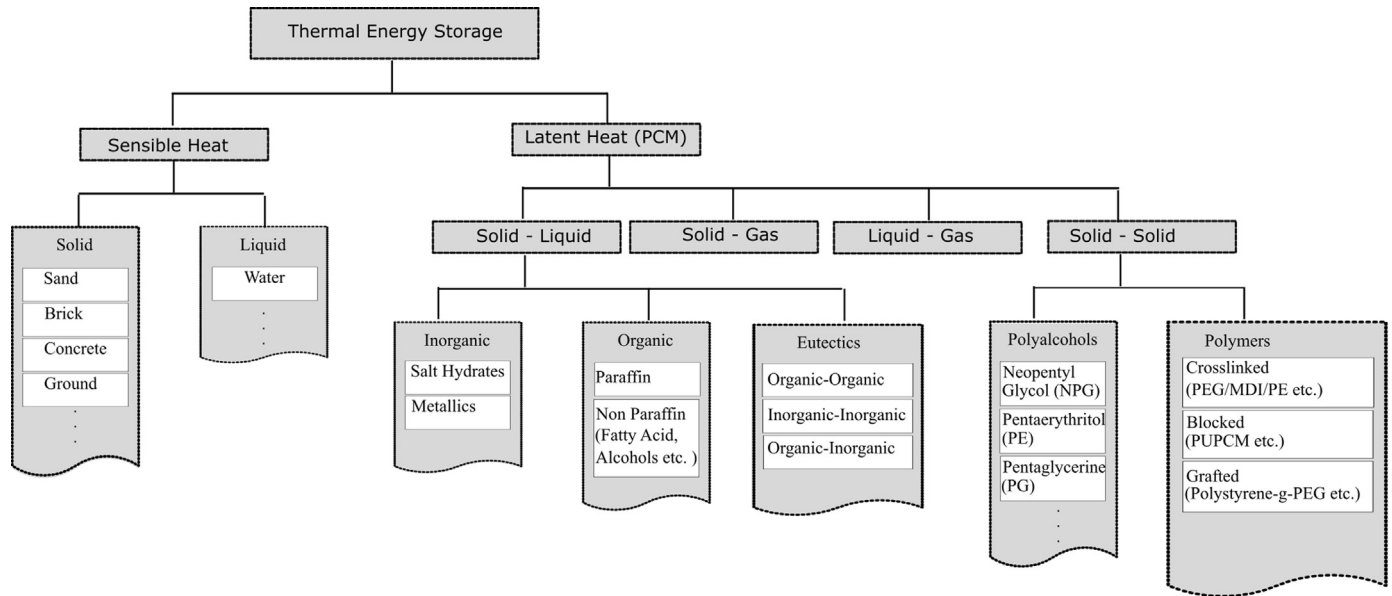 Thermal Energy Storage
Sensible Heat
Latent Heat (PCM)
Solid
Sand
Brick
Concrete
Ground
.
.
.
Liquid
Water
.
.
.
Solid - Liquid
Solid - Gas
Liquid - Gas
Solid - Solid
Inorganic
Salt Hydrates
Metallics
Organic
Paraffin
Non Paraffin
(Fatty Acid,
Alcohols etc. )
Eutectics
Organic-Organic
Inorganic-Inorganic
Organic-Inorganic
Polyalcohols
Neopentyl
Glycol (NPG)
Pentaerythritol
(PE)
Pentaglycerine
(PG)
.
.
.
Polymers
Crosslinked
(PEG/MDI/PE etc.)
Blocked
(PUPCM etc.)
Grafted
(Polystyrene-g-PEG etc.)